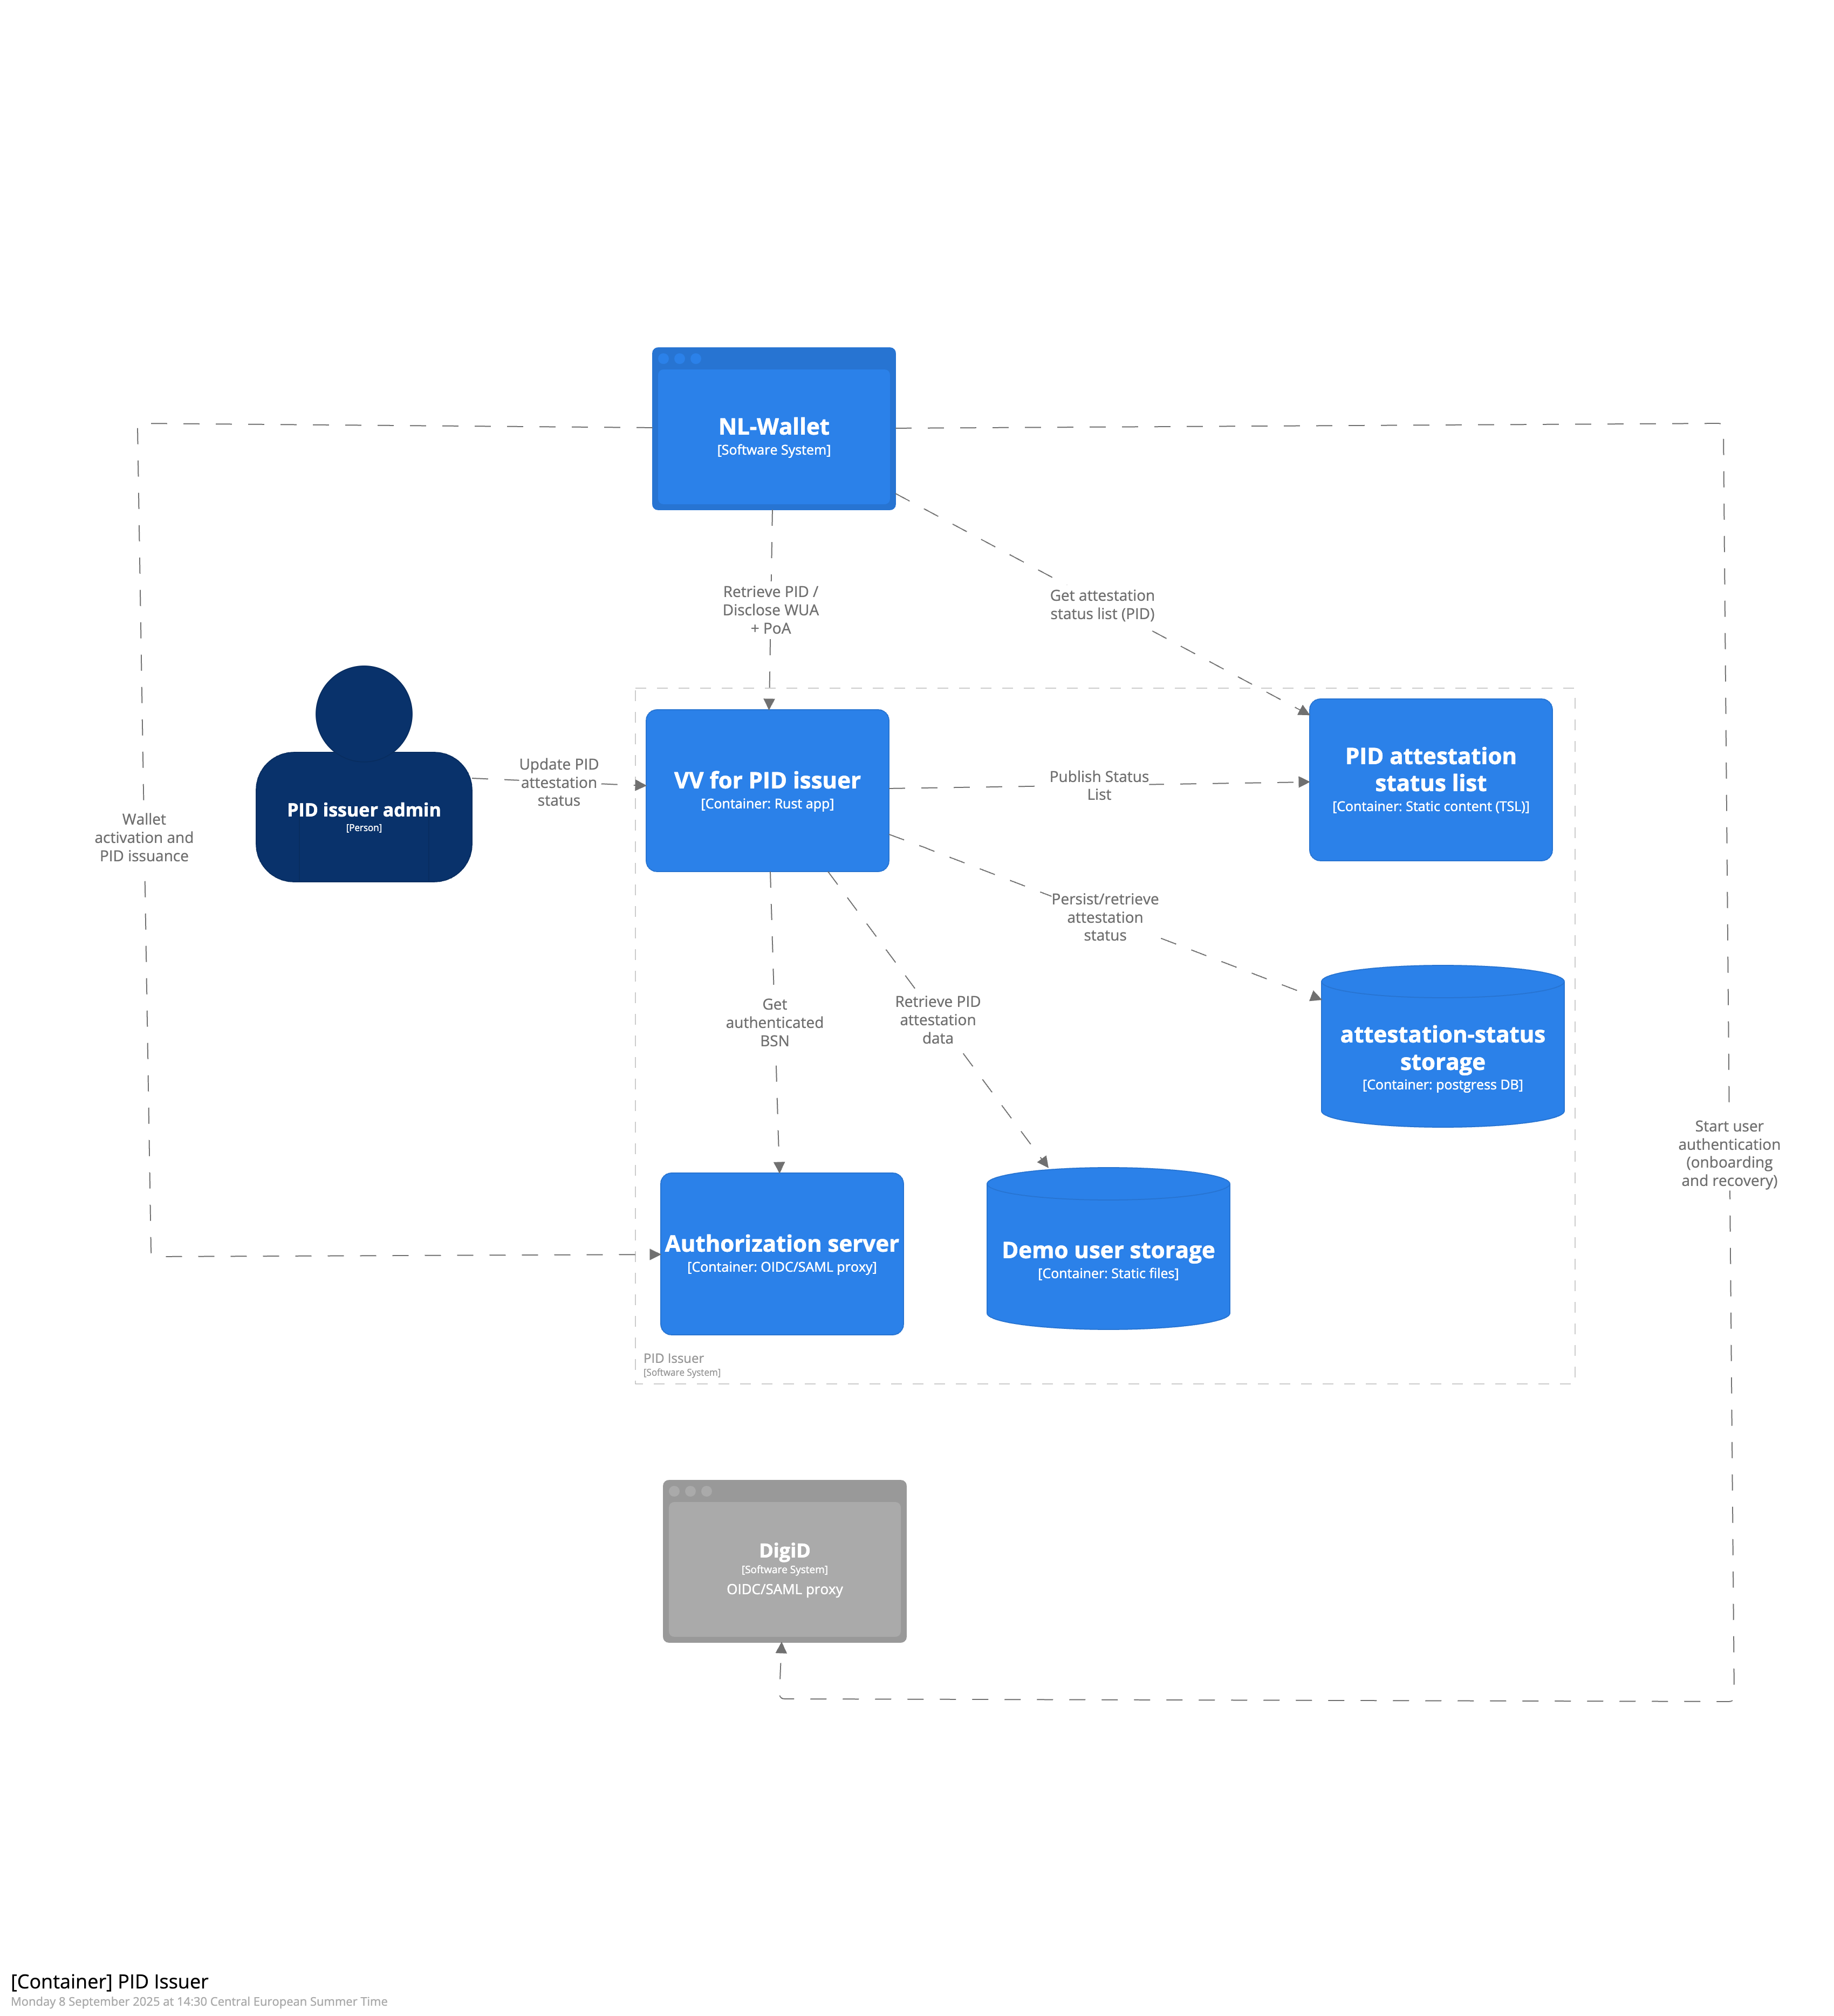 NL-Wallet
[Software System]
Retrieve PID /
Disclose WUA
+ PoA
Get attestation
status list (PID)
Wallet
activation and
PID issuance
PID issuer admin
[Person]
Update PID
attestation
status
VV for PID issuer
[Container: Rust app]
Publish Status
List
PID attestation
status list
[Container: Static content (TSL)]
Persist/retrieve
attestation
status
Get
authenticated
BSN
Retrieve PID
attestation
data
attestation-status
storage
[Container: postgress DB]
Start user
authentication
(onboarding
and recovery)
Authorization server
[Container: OIDC/SAML proxy]
Demo user storage
[Container: Static files]
PID Issuer
[Software System]
DigiD
[Software System]
OIDC/SAML proxy
[Container] PID Issuer
Monday 8 September 2025 at 14:30 Central European Summer Time